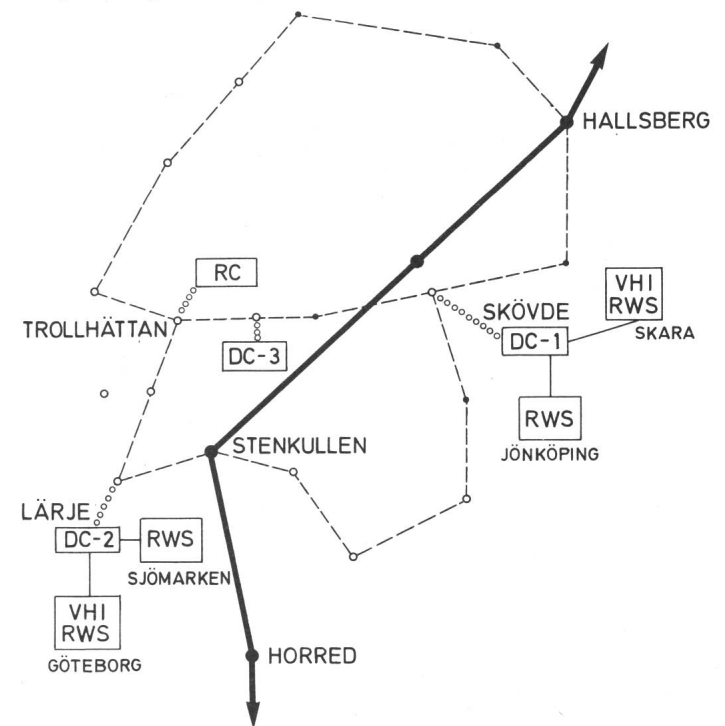 HALLSBERG
RC
TROLLHÄTTAN
SKÖVDE
VHI
RWS
SKARA
DC-3
DC-1
RWS
JÖNKÖPING
STENKULLEN
LÄRJE
DC-2
RWS
SJÖMARKEN
VHI
RWS
GÖTEBORG
HORRED